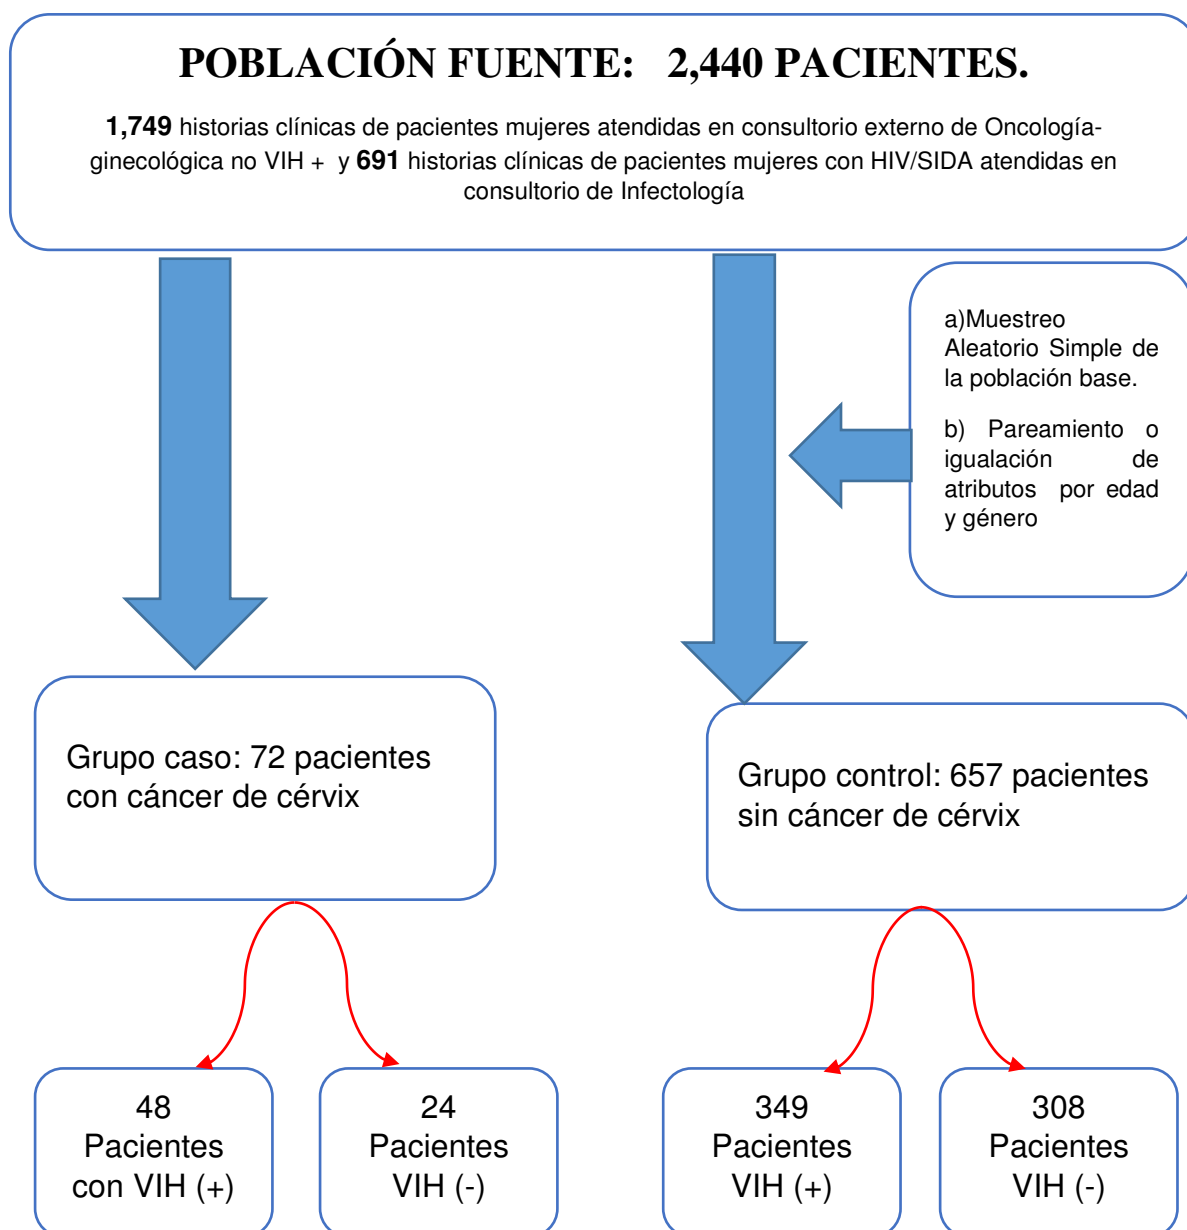 POBLACIÓN FUENTE: 2,440 PACIENTES.
1,749 historias clínicas de pacientes mujeres atendidas en consultorio externo de Oncología-
ginecológica no VIH + y 691 historias clínicas de pacientes mujeres con HIV/SIDA atendidas en
consultorio de Infectología
a)Muestreo
Aleatorio Simple de
la población base.
b) Pareamiento o
igualación de
atributos por edad
y género
Grupo caso: 72 pacientes
con cáncer de cérvix
Grupo control: 657 pacientes
sin cáncer de cérvix
48
Pacientes
con VIH (+)
24
Pacientes
VIH (-)
349
Pacientes
VIH (+)
308
Pacientes
VIH (-)